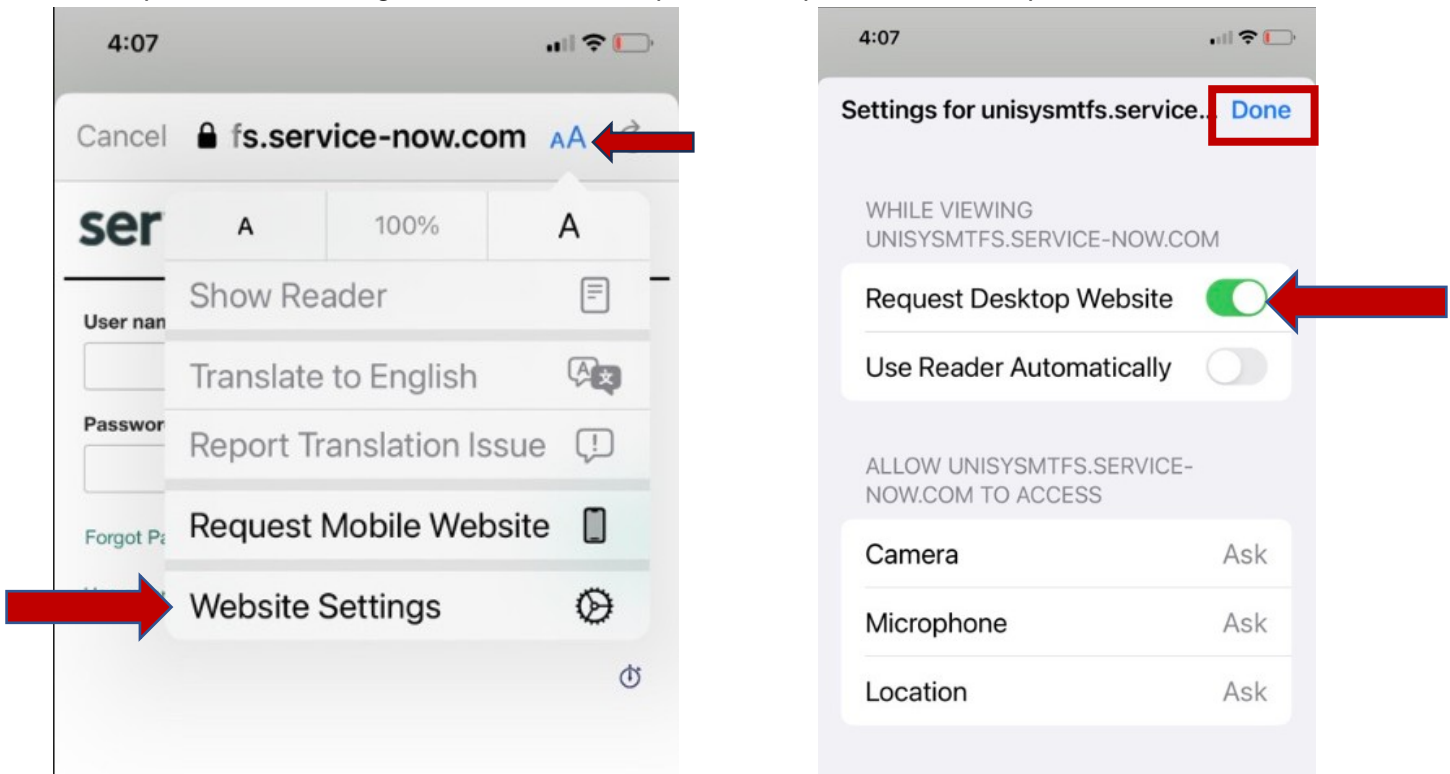 4:07
Cancel fs.service-now.com AA
ser
A 100% A
Show Reader
User nan
Translate to English
Passwor
Report Translation Issue
Request Mobile Website
Forgot Pa
Website Settings
4:07
Settings for unisysmtfs.service... Done
WHILE VIEWING
UNISYSMTFS.SERVICE-NOW.COM
Request Desktop Website
Use Reader Automatically
ALLOW UNISYSMTFS.SERVICE-
NOW.COM TO ACCESS
Camera Ask
Microphone Ask
Location Ask